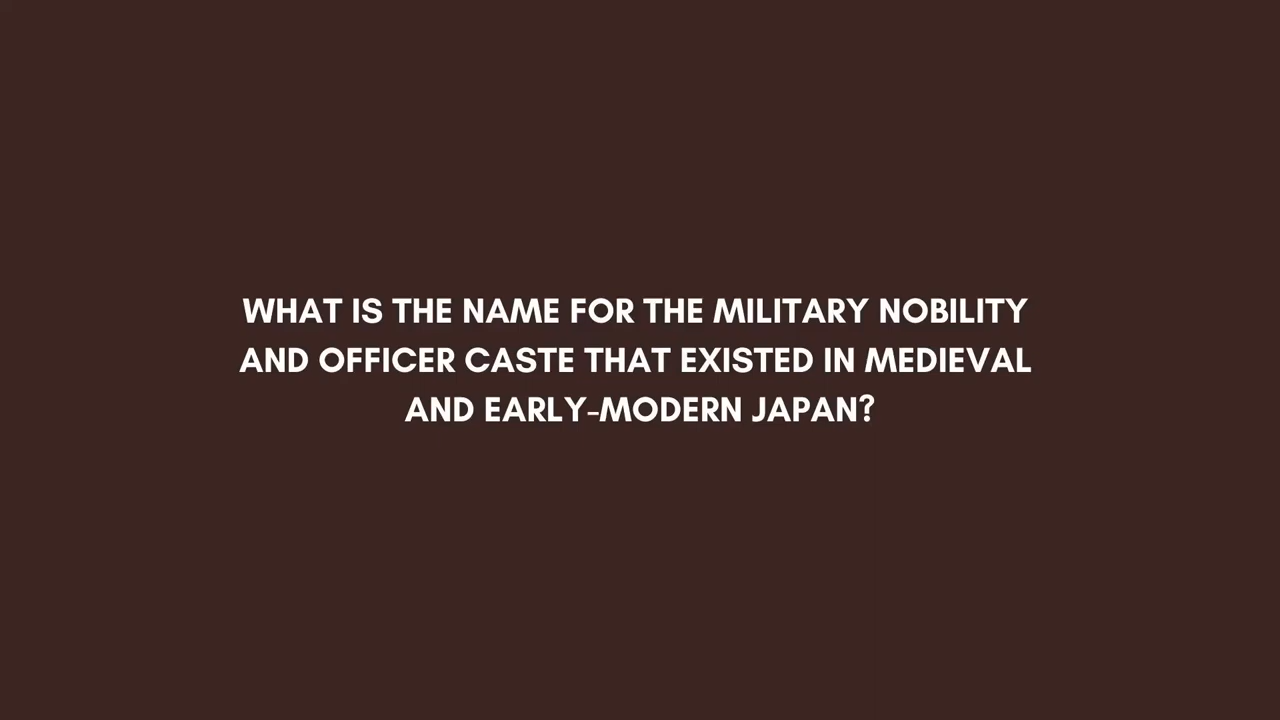 WHAT IS THE NAME FOR THE MILITARY NOBILITY
AND OFFICER CASTE THAT EXISTED IN MEDIEVAL
AND EARLY-MODERN JAPAN?